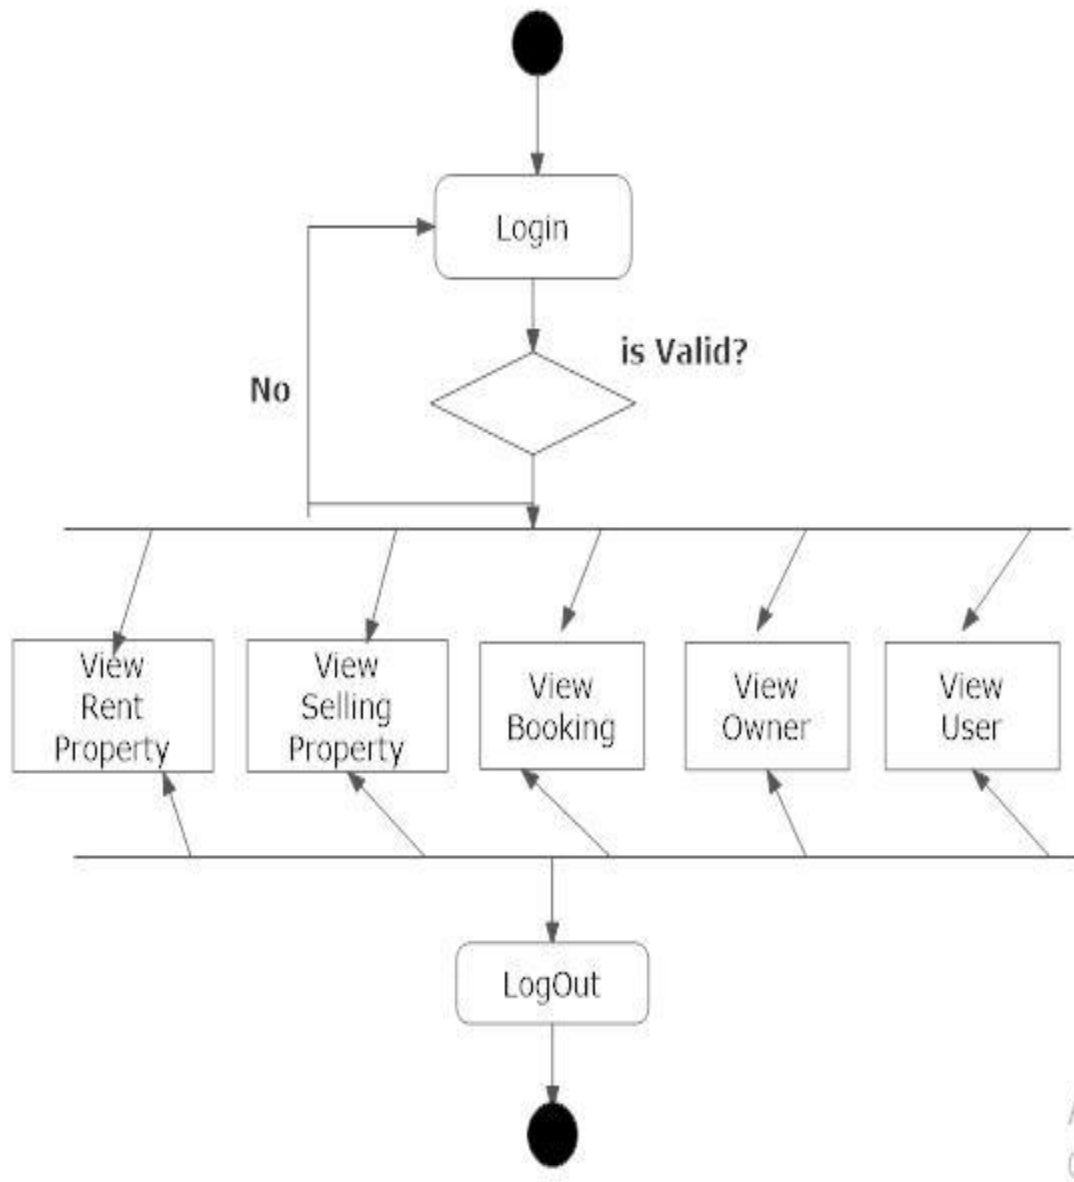 Login
is Valid?
No
View
Rent
Property
View
Selling
Property
View
Booking
View
Owner
View
User
LogOut